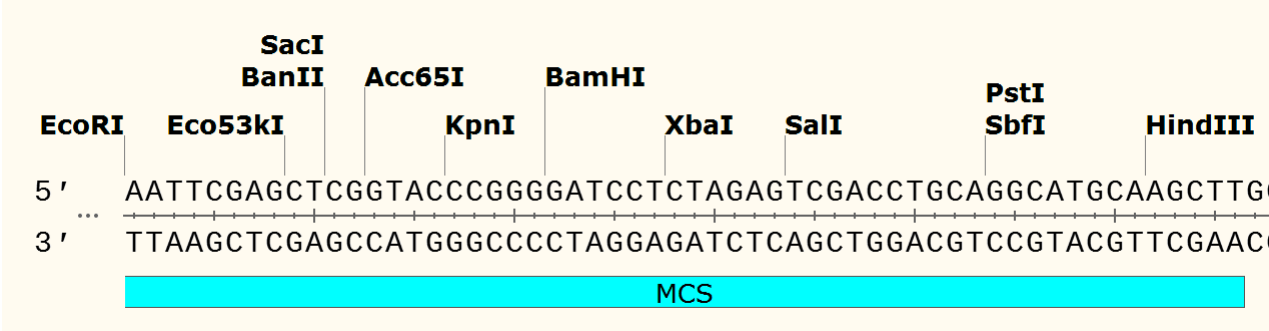 SacI
BanII Acc65I BamHI
PstI
EcoRI Eco53kI KpnI XbaI SalI SbfI HindIII
5′ AATTCGAGCTCGGTACCCGGGGATCCTCTAGAGTCGACCTGCAGGCATGCAAGCTTG
...
3′ TTAAGCTCGAGCCATGGGCCCCTAGGAGATCTCAGCTGGACGTCCGTACGTTCGAAC
MCS